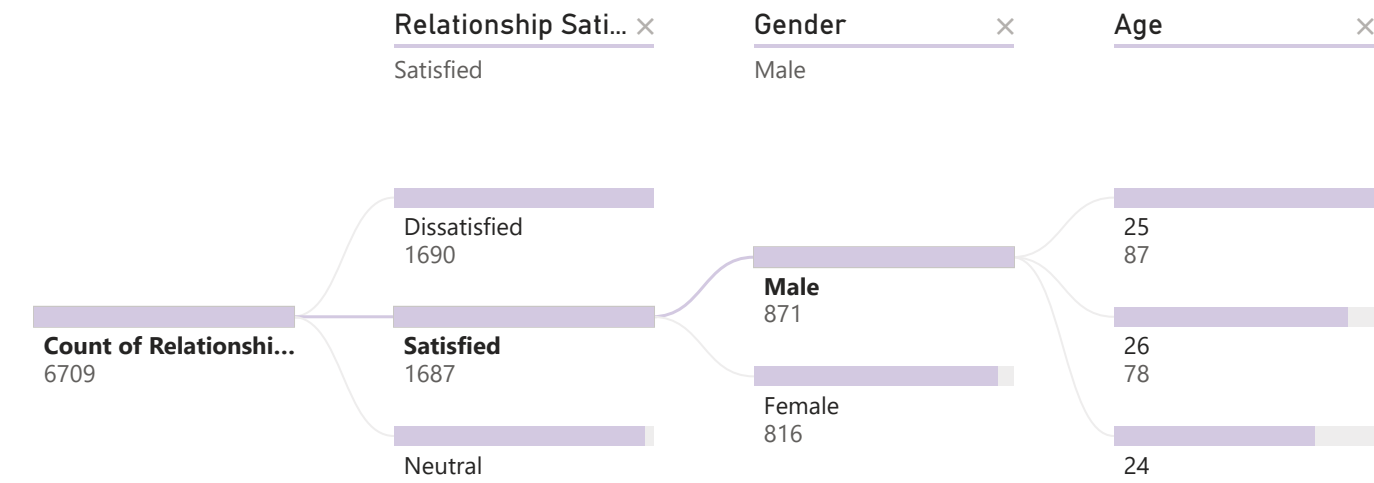 Relationship Sati... ×
Satisfied
Gender ×
Male
Age ×
Count of Relationshi...
6709
Dissatisfied
1690
Satisfied
1687
Neutral
Male
871
Female
816
25
87
26
78
24